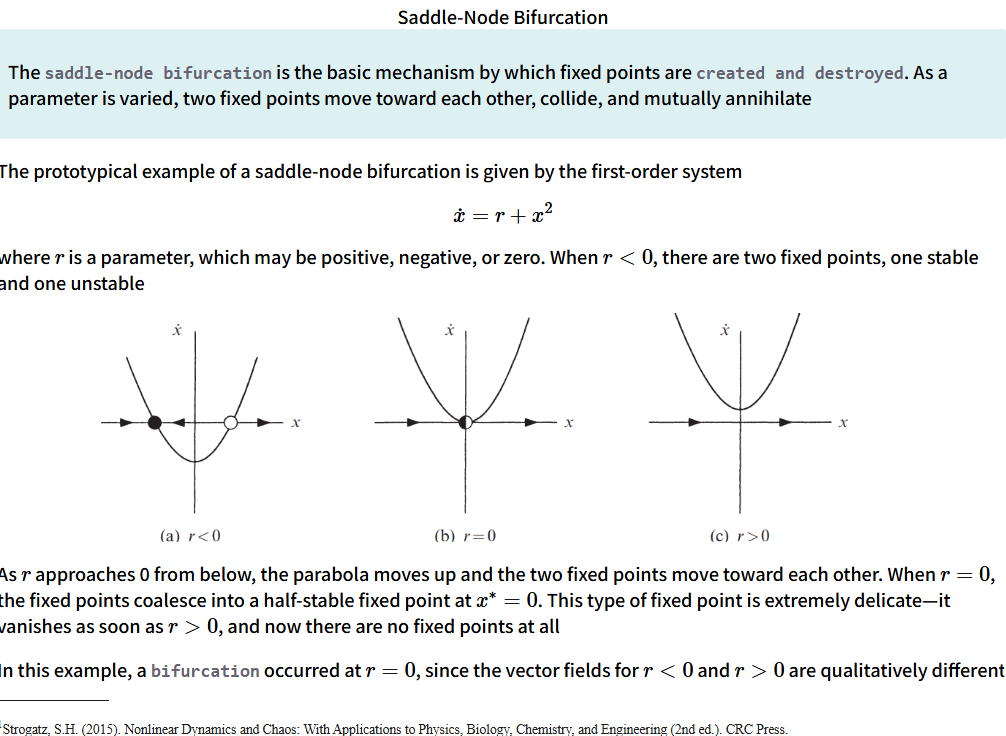 Saddle-Node Bifurcation
The saddle-node bifurcation is the basic mechanism by which fixed points are created and destroyed. As a
parameter is varied, two fixed points move toward each other, collide, and mutually annihilate
The prototypical example of a saddle-node bifurcation is given by the first-order system
ẋ = r + x²
where r is a parameter, which may be positive, negative, or zero. When r < 0, there are two fixed points, one stable
and one unstable
ẋ
x
(a) r<0
ẋ
x
(b) r=0
ẋ
x
(c) r>0
As r approaches 0 from below, the parabola moves up and the two fixed points move toward each other. When r = 0,
the fixed points coalesce into a half-stable fixed point at x* = 0. This type of fixed point is extremely delicate—it
vanishes as soon as r > 0, and now there are no fixed points at all
In this example, a bifurcation occurred at r = 0, since the vector fields for r < 0 and r > 0 are qualitatively different
Strogatz, S.H. (2015). Nonlinear Dynamics and Chaos: With Applications to Physics, Biology, Chemistry, and Engineering (2nd ed.). CRC Press.